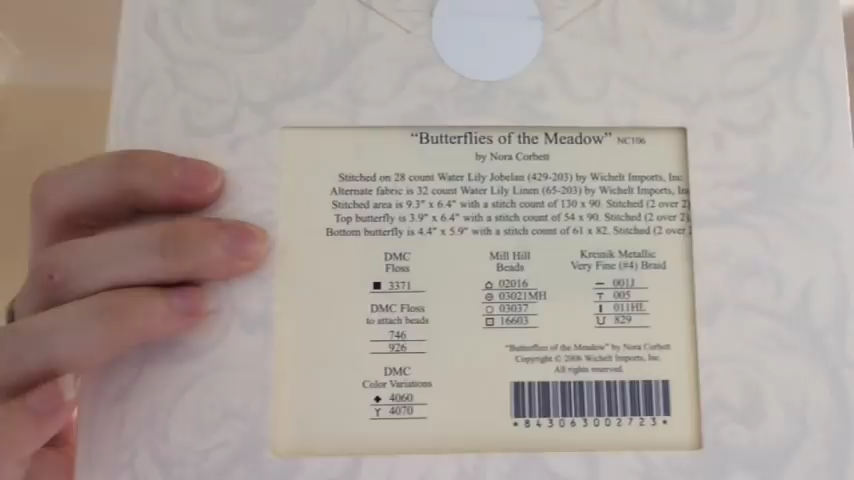 "Butterflies of the Meadow" NC106
by Nora Corbett
Stitched on 28 count Water Lily Jobelan (429-203) by Wichelt Imports, Inc
Alternate fabric is 32 count Water Lily Linen (65-203) by Wichelt Imports, In
Stitched area is 9.3" x 6.4" with a stitch count of 130 x 90. Stitched (2 over 2)
Top butterfly is 3.9" x 6.4" with a stitch count of 54 x 90. Stitched (2 over 2)
Bottom butterfly is 4.4" x 5.9" with a stitch count of 61 x 82. Stitched (2 over
DMC
Floss
■ 3371
DMC Floss
to attach beads
746
926
DMC
Color Variations
◆ 4060
Y 4070
Mill Hill
Beads
02016
03021MH
03037
16603
Kreinik Metallic
Very Fine (#4) Braid
001J
005
011HL
829
"Butterflies of the Meadow" by Nora Corbett
Copyright © 2006 Wichelt Imports, Inc.
All rights reserved.
*843063002723*